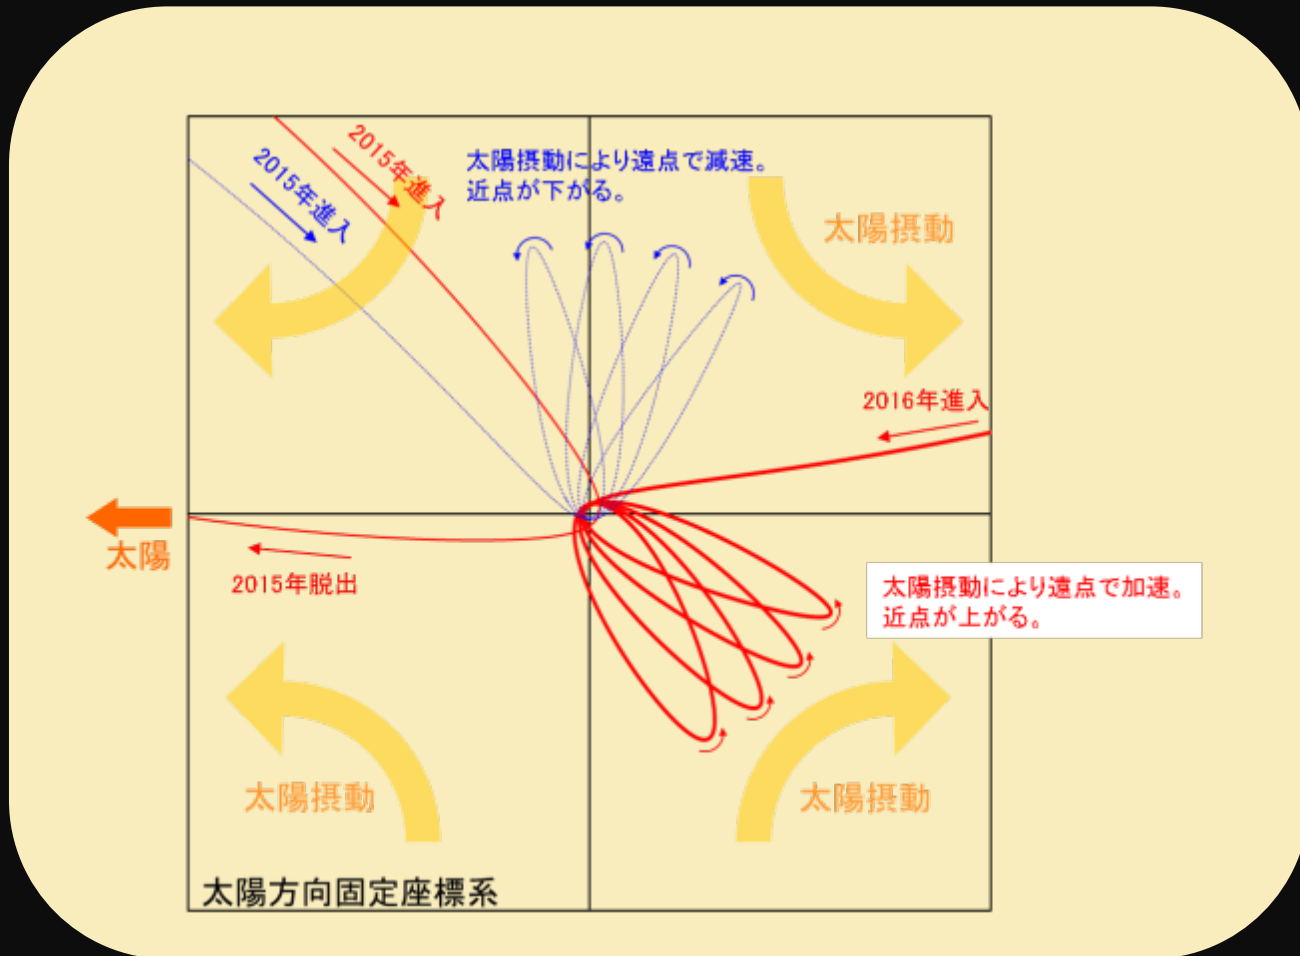 2015年進入
2015年進入
太陽摂動により遠点で減速。
近点が下がる。
太陽摂動
2016年進入
太陽
2015年脱出
太陽摂動により遠点で加速。
近点が上がる。
太陽摂動
太陽摂動
太陽方向固定座標系